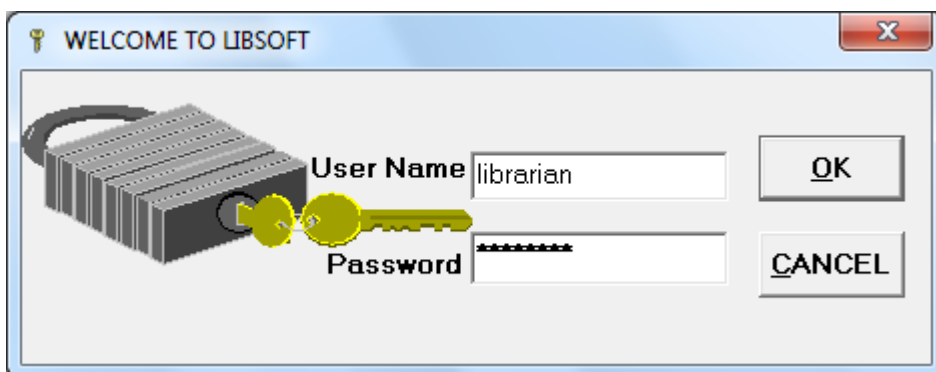 WELCOME TO LIBSOFT
User Name librarian OK
Password ******** CANCEL